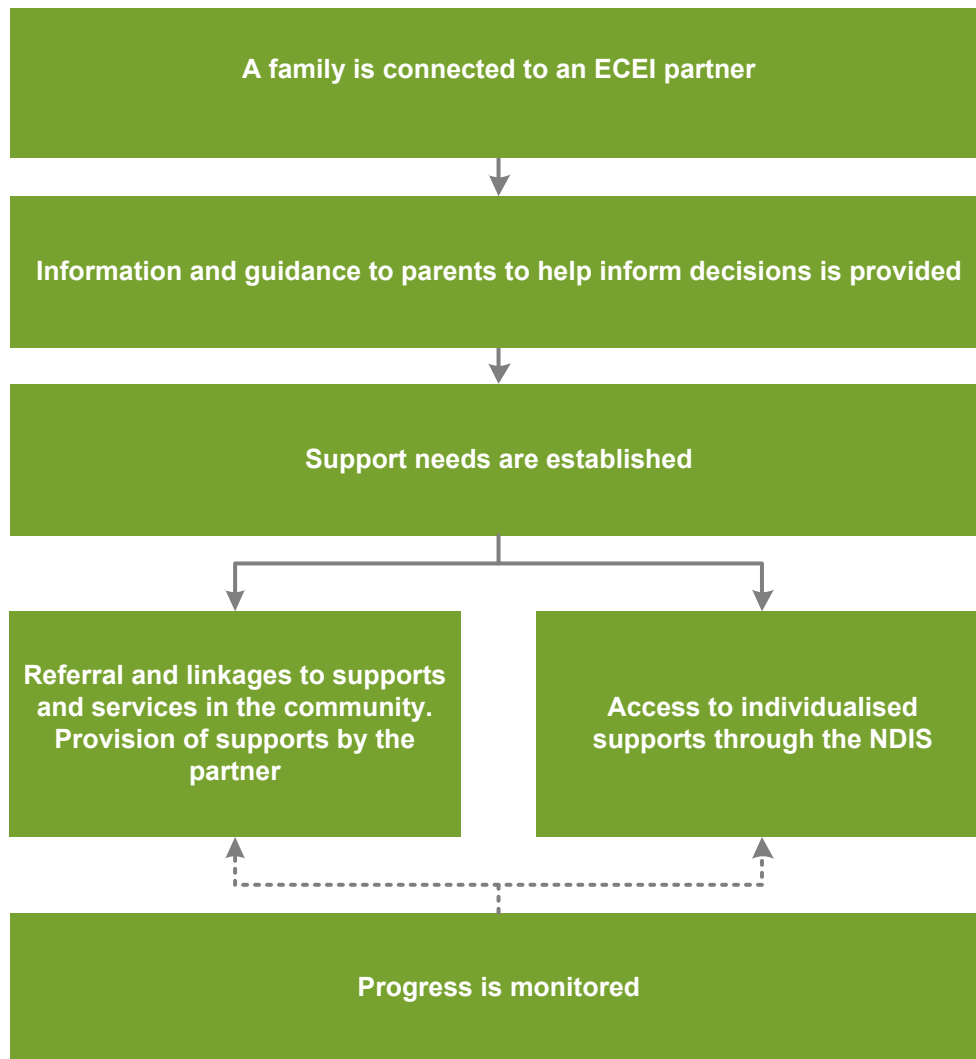 A family is connected to an ECEI partner
Information and guidance to parents to help inform decisions is provided
Support needs are established
Referral and linkages to supports
and services in the community.
Provision of supports by the
partner
Access to individualised
supports through the NDIS
Progress is monitored